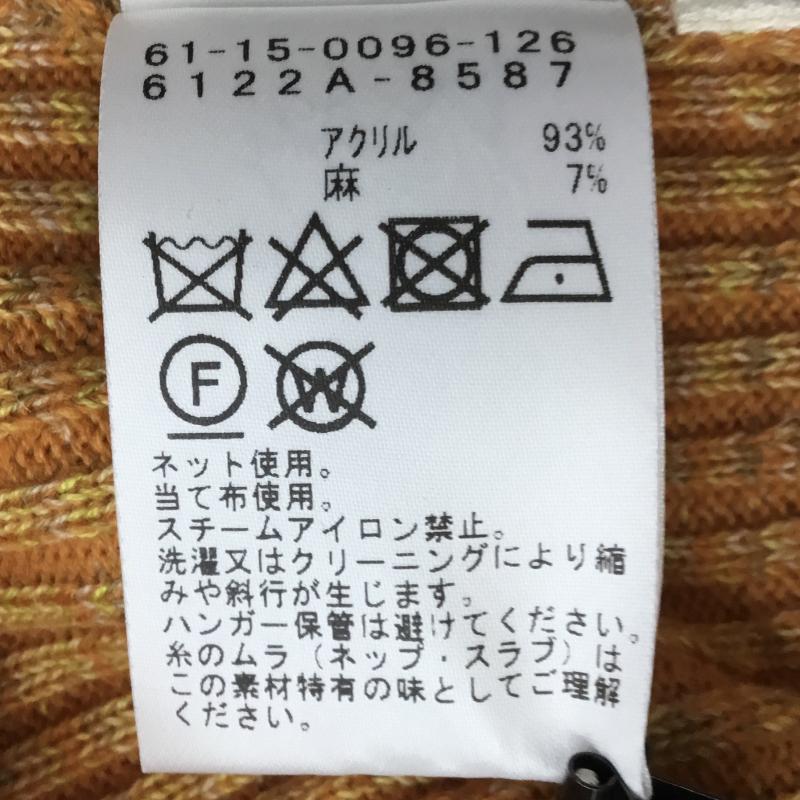 61-15-0096-126
6122A-8587
アクリル 93%
麻 7%
F W
ネット使用。
当て布使用。
スチームアイロン禁止。
洗濯又はクリーニングにより縮
みや斜行が生じます。
ハンガー保管は避けてください。
糸のムラ（ネップ・スラブ）は
この素材特有の味としてご理解
ください。